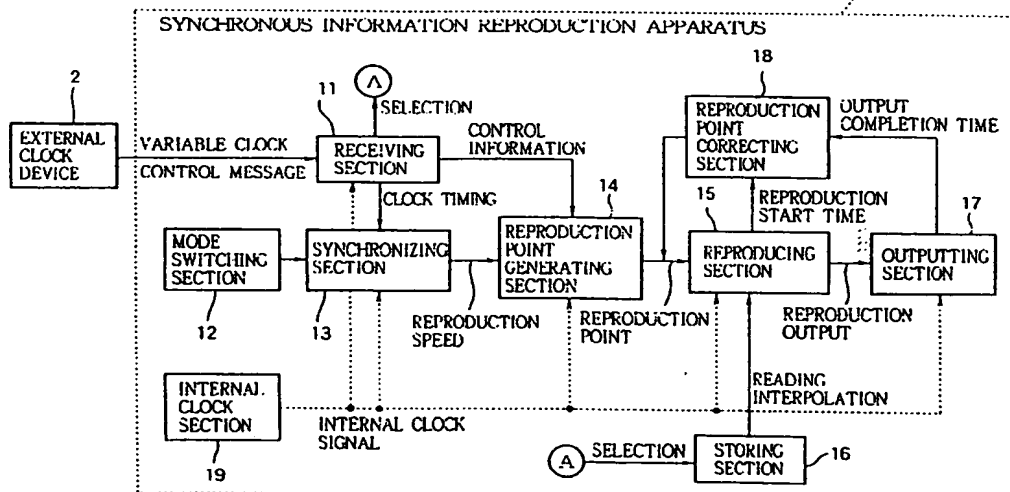 SYNCHRONOUS INFORMATION REPRODUCTION APPARATUS
2
EXTERNAL
CLOCK
DEVICE
VARIABLE CLOCK
CONTROL MESSAGE
11
A
SELECTION
RECEIVING
SECTION
CONTROL
INFORMATION
CLOCK TIMING
18
REPRODUCTION
POINT
CORRECTING
SECTION
OUTPUT
COMPLETION TIME
MODE
SWITCHING
SECTION
12
SYNCHRONIZING
SECTION
13
REPRODUCTION
SPEED
14
REPRODUCTION
POINT
GENERATING
SECTION
REPRODUCTION
POINT
15
REPRODUCING
SECTION
REPRODUCTION
START TIME
17
OUTPUTTING
SECTION
REPRODUCTION
OUTPUT
INTERNAL
CLOCK
SECTION
19
INTERNAL CLOCK
SIGNAL
READING
INTERPOLATION
A
SELECTION
STORING
SECTION
16